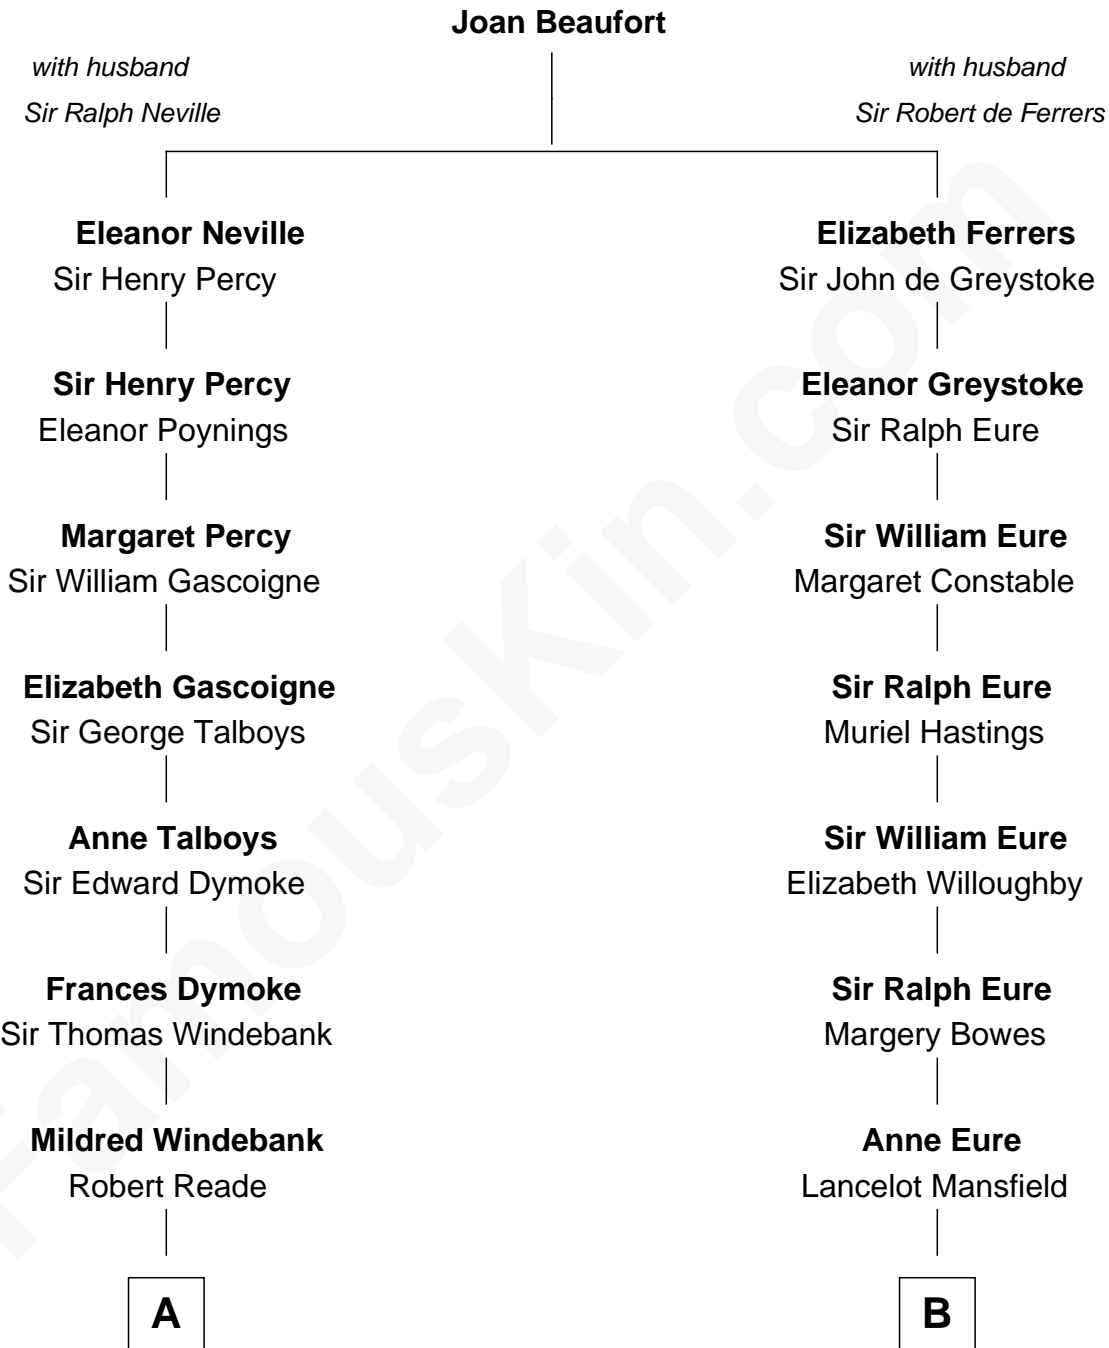 Joan Beaufort
with husband
Sir Ralph Neville
with husband
Sir Robert de Ferrers
Eleanor Neville
Sir Henry Percy
Elizabeth Ferrers
Sir John de Greystoke
Sir Henry Percy
Eleanor Poynings
Eleanor Greystoke
Sir Ralph Eure
Margaret Percy
Sir William Gascoigne
Sir William Eure
Margaret Constable
Elizabeth Gascoigne
Sir George Talboys
Sir Ralph Eure
Muriel Hastings
Anne Talboys
Sir Edward Dymoke
Sir William Eure
Elizabeth Willoughby
Frances Dymoke
Sir Thomas Windebank
Sir Ralph Eure
Margery Bowes
Mildred Windebank
Robert Reade
Anne Eure
Lancelot Mansfield
A
B
FamousKin.com